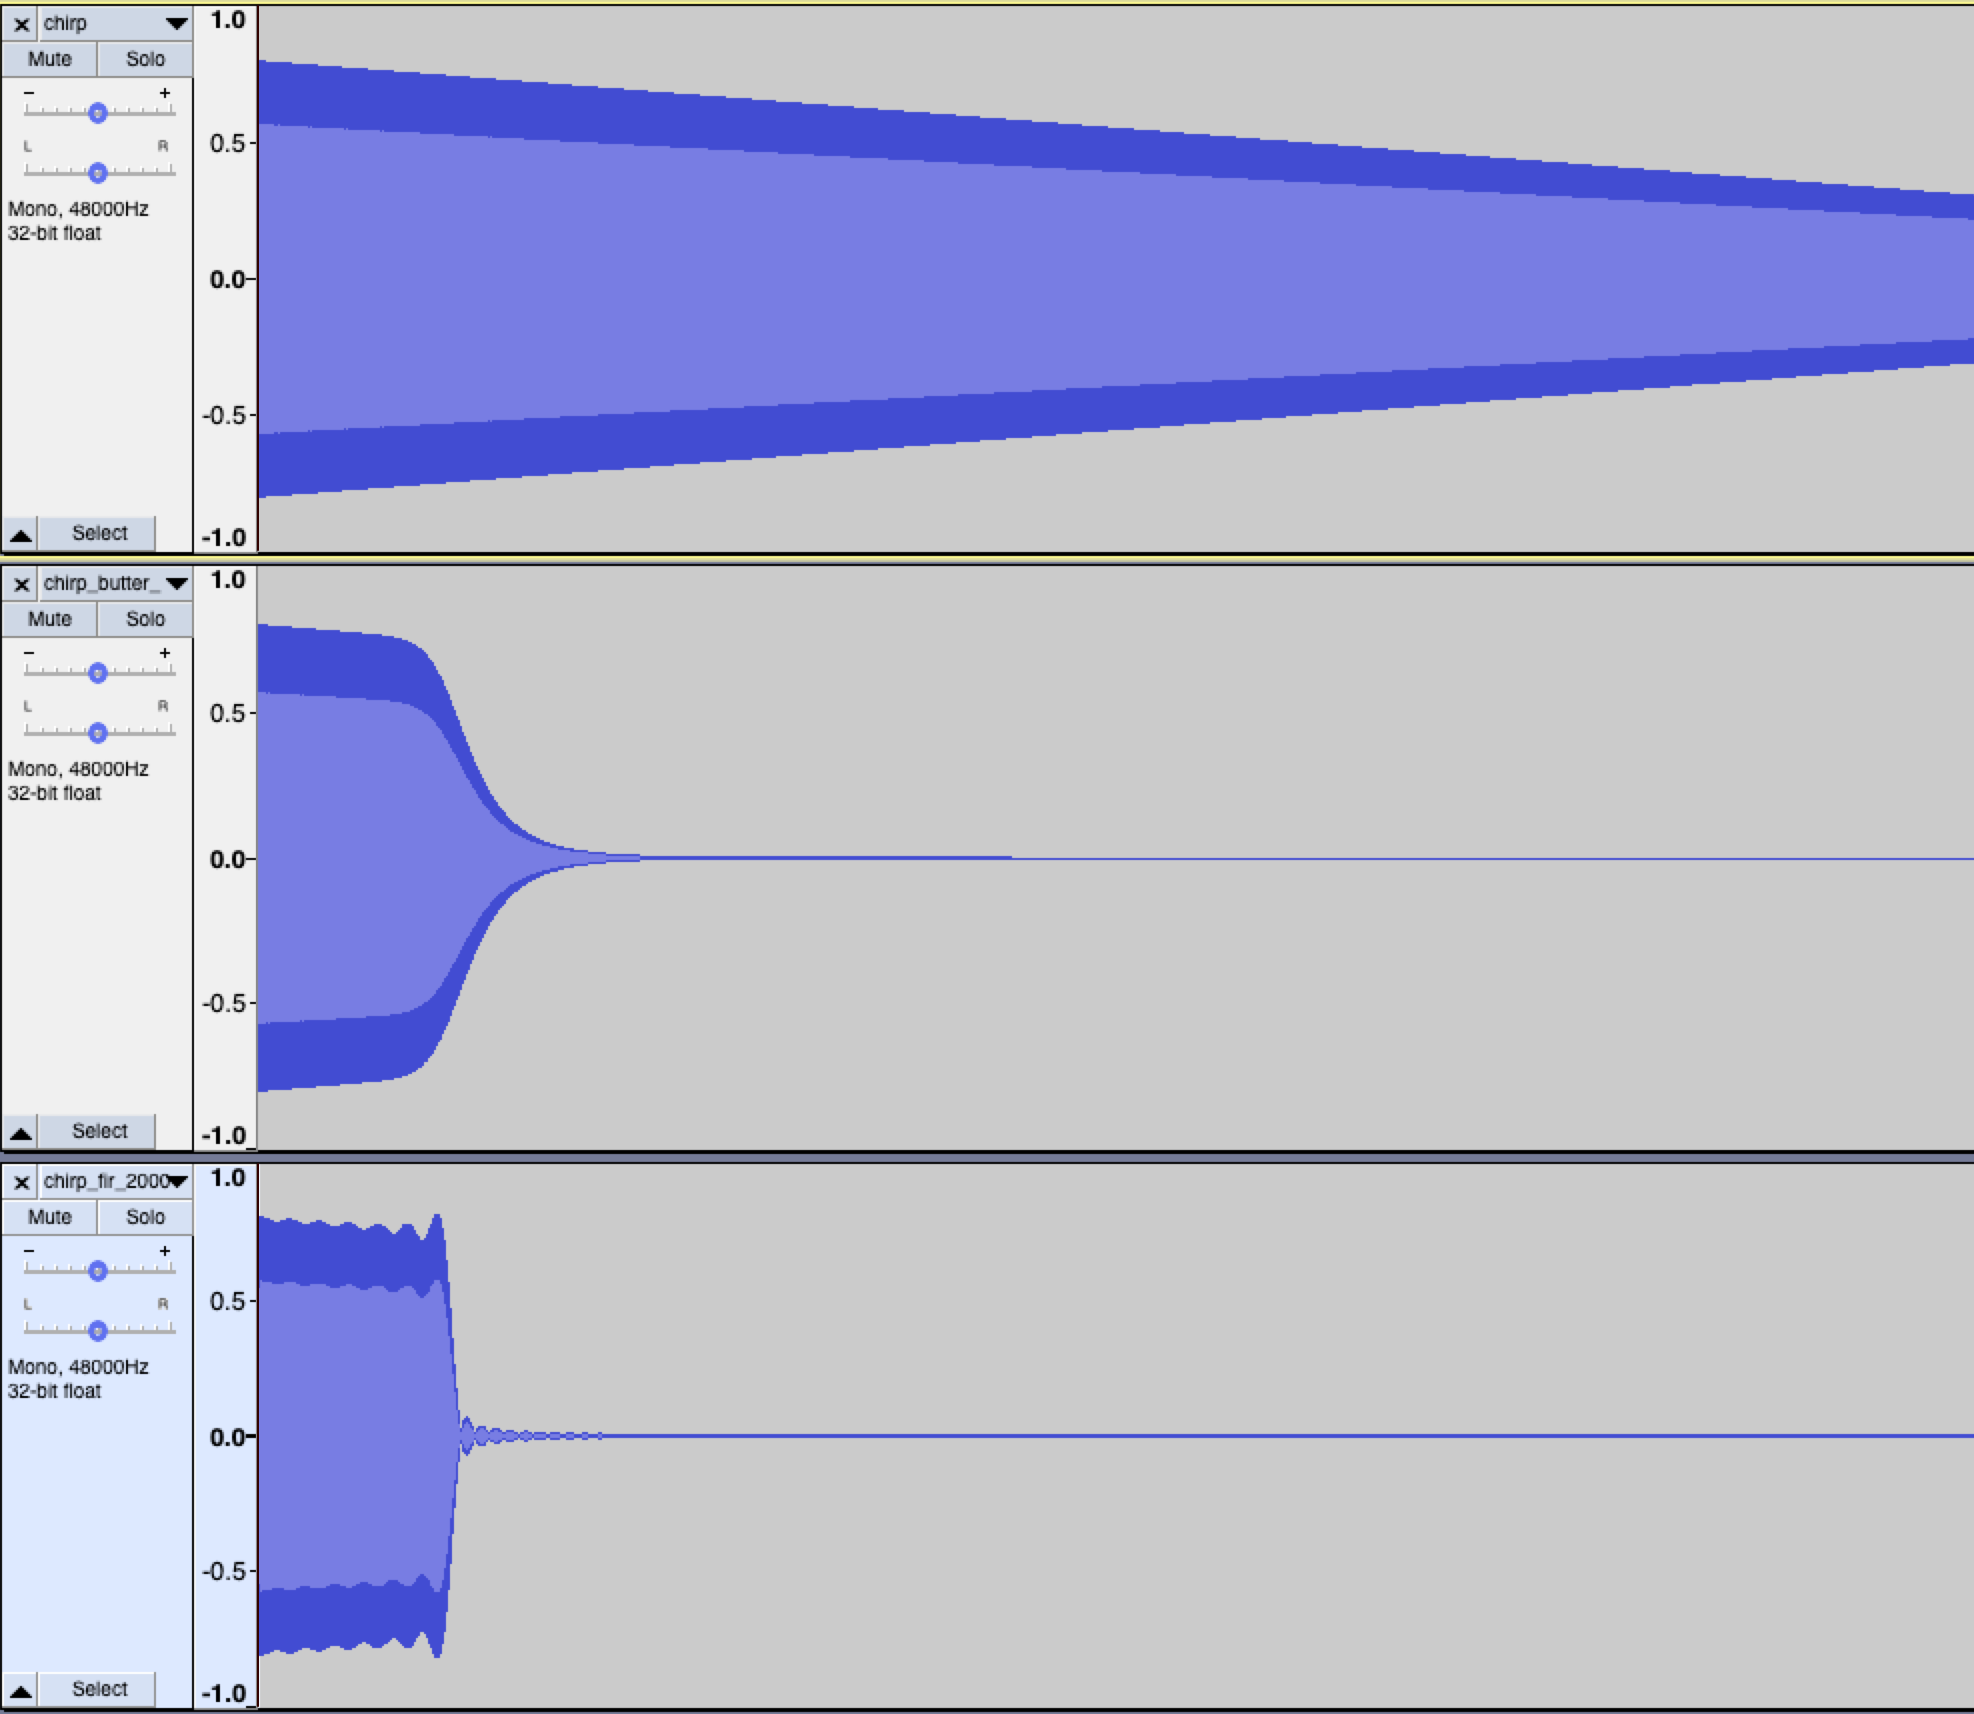 x chirp
Mute Solo
- +
L R
Mono, 48000Hz
32-bit float
Select
1.0
0.5-
0.0-
-0.5-
-1.0
x chirp_butter_
Mute Solo
- +
L R
Mono, 48000Hz
32-bit float
Select
1.0
0.5-
0.0-
-0.5-
-1.0
x chirp_fir_2000
Mute Solo
- +
L R
Mono, 48000Hz
32-bit float
Select
1.0
0.5-
0.0-
-0.5-
-1.0